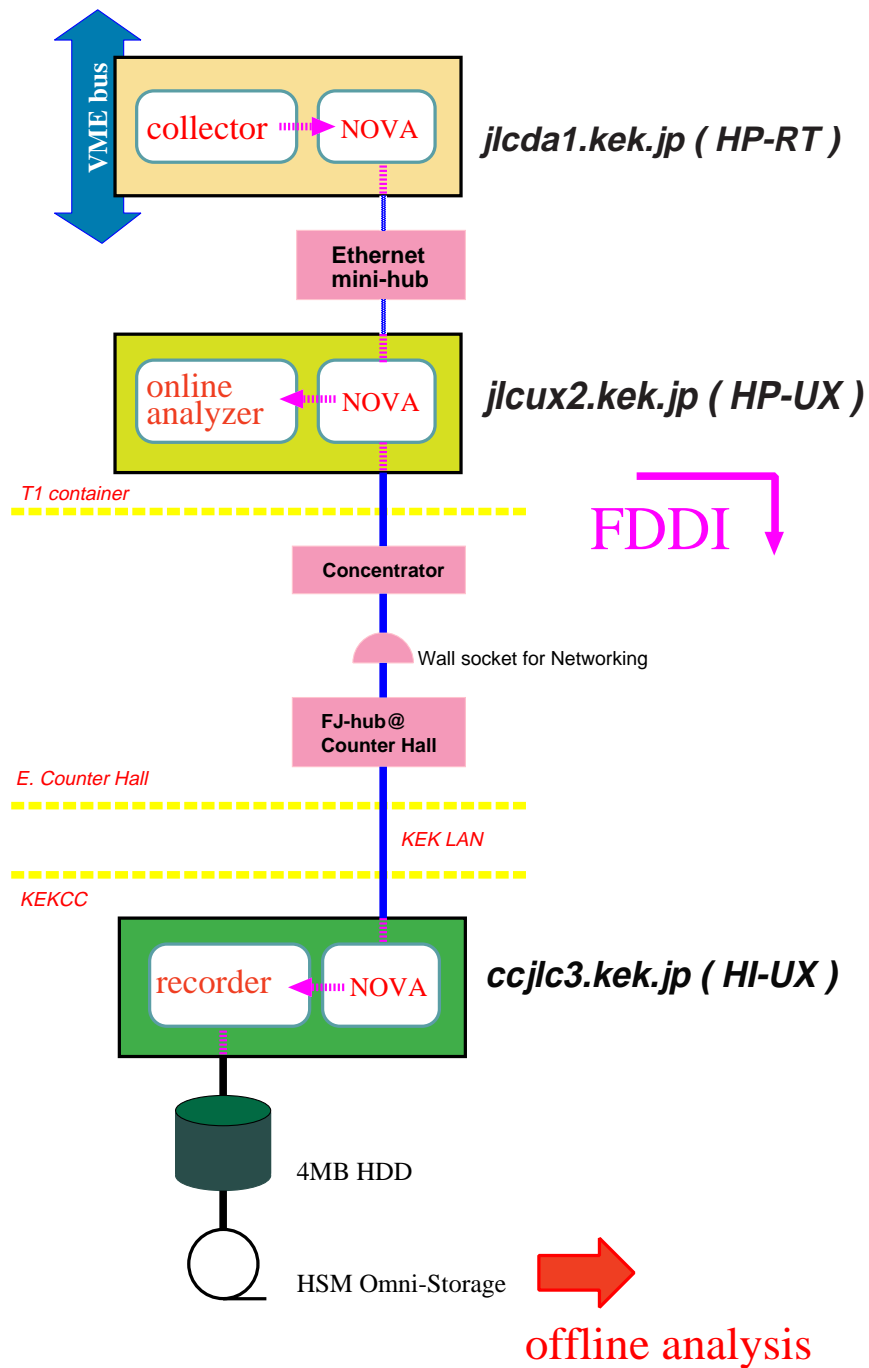 VME bus
collector
NOVA
jlcda1.kek.jp ( HP-RT )
Ethernet
mini-hub
online
analyzer
NOVA
jlcux2.kek.jp ( HP-UX )
T1 container
FDDI
Concentrator
Wall socket for Networking
FJ-hub@
Counter Hall
E. Counter Hall
KEK LAN
KEKCC
recorder
NOVA
ccjlc3.kek.jp ( HI-UX )
4MB HDD
HSM Omni-Storage
offline analysis